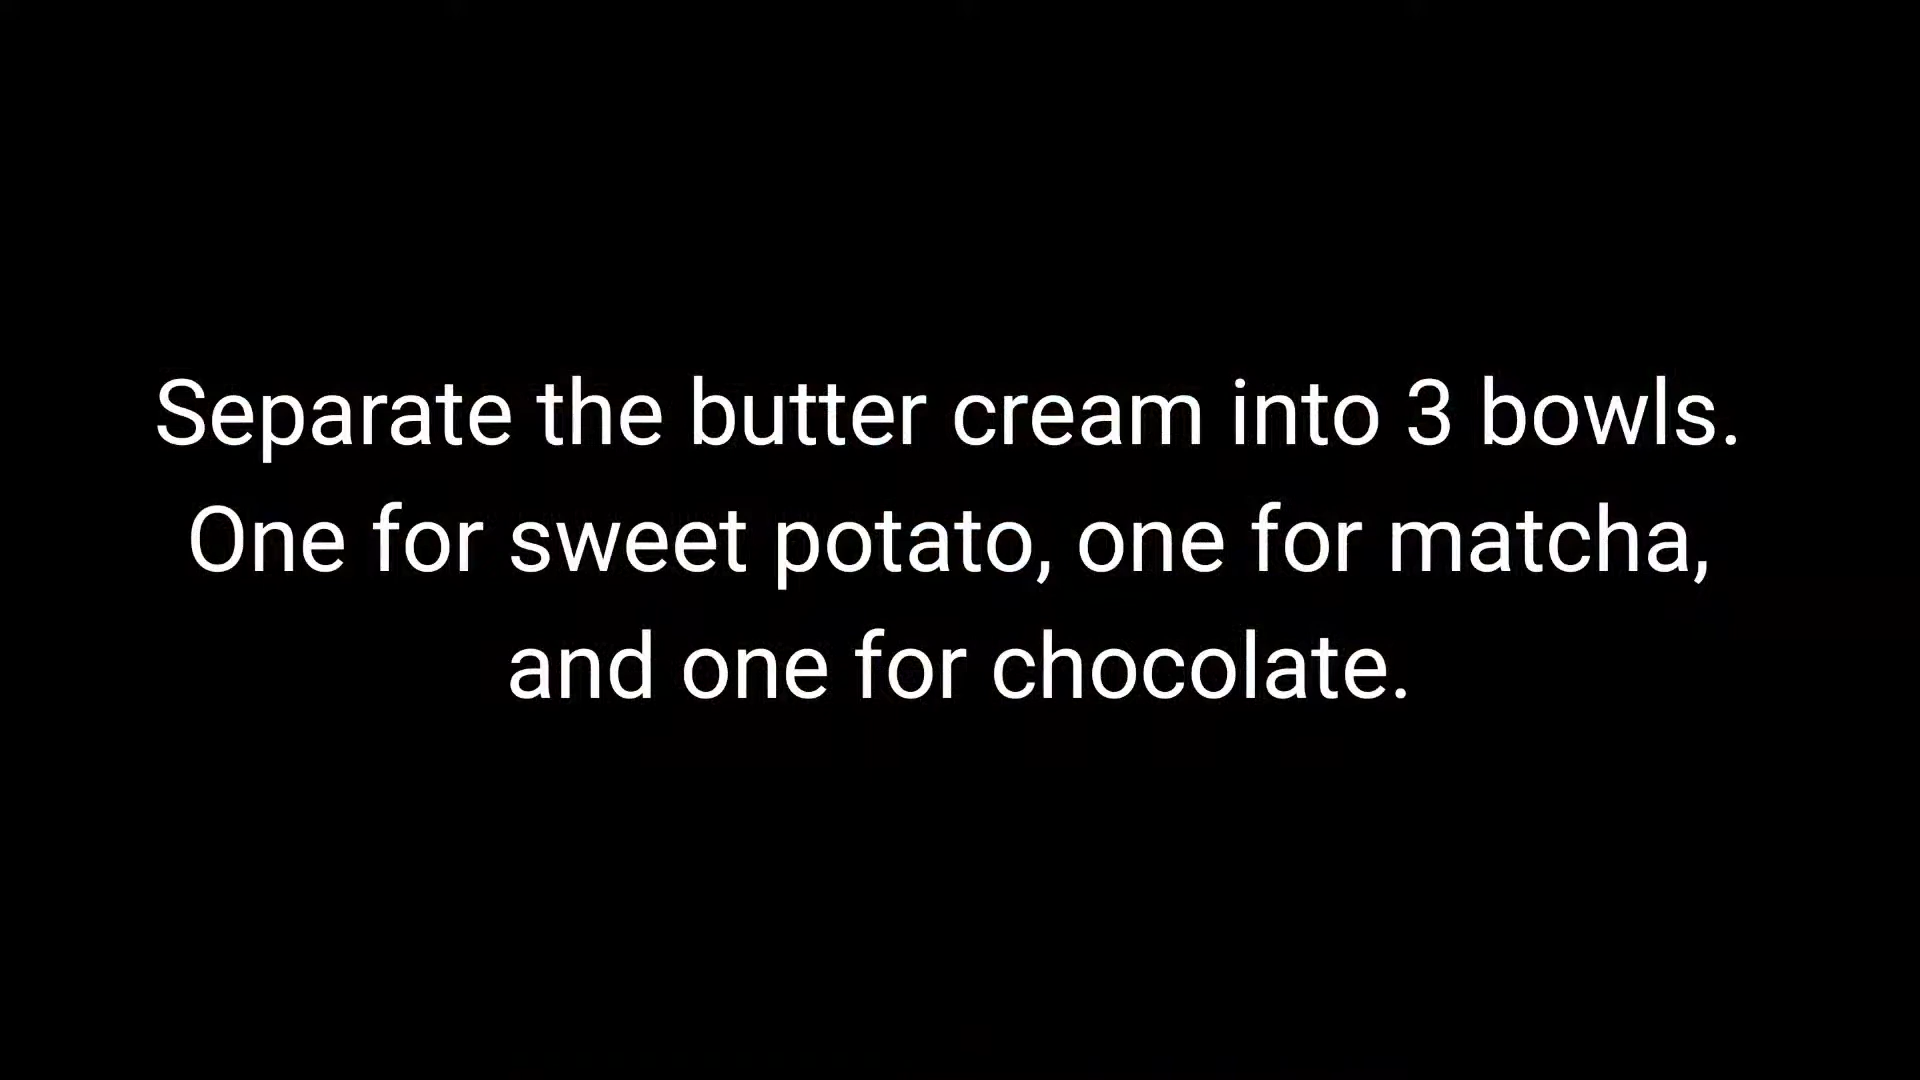 Separate the butter cream into 3 bowls.
One for sweet potato, one for matcha,
and one for chocolate.